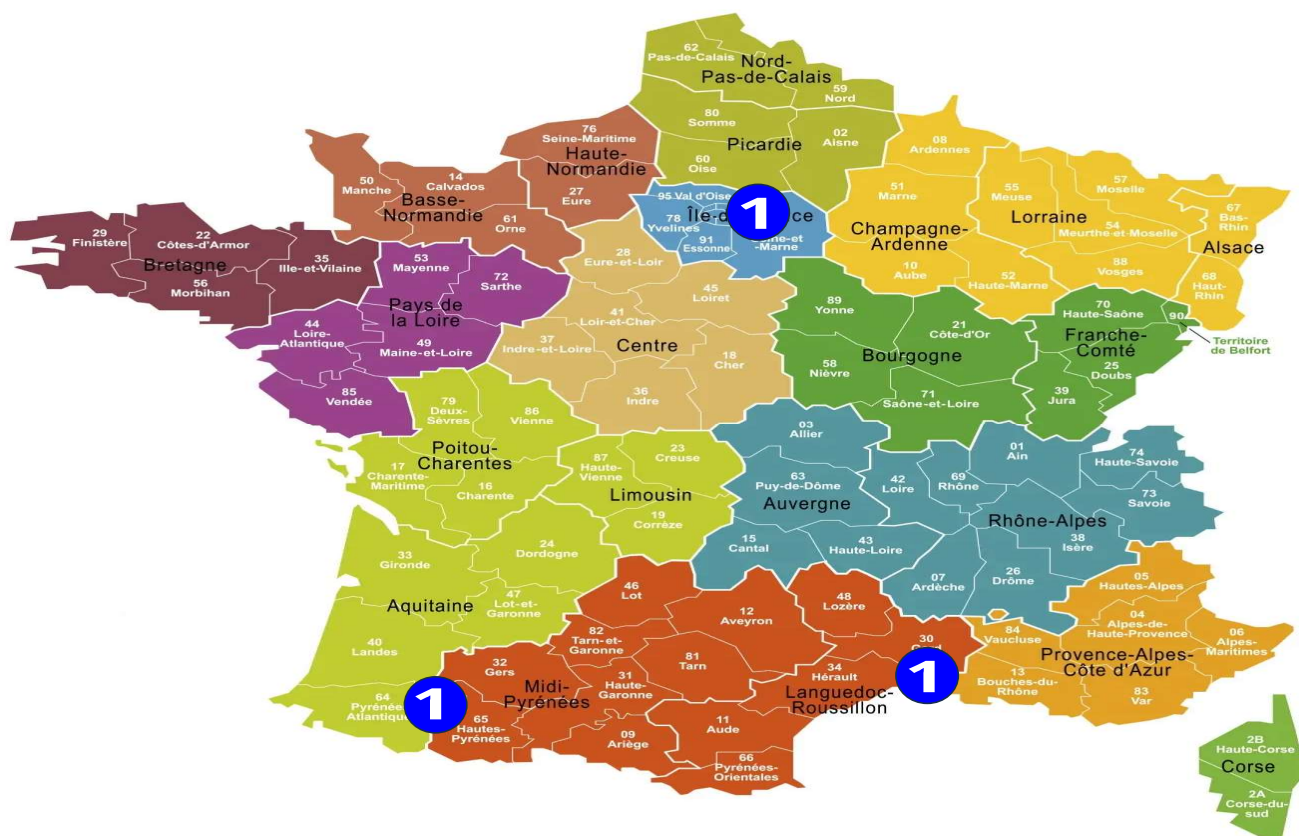 62
Pas-de-Calais
Nord-
Pas-de-Calais
59
Nord
80
Somme
02
Aisne
Picardie
60
Oise
76
Seine-Maritime
Haute-
Normandie
27
Eure
50
Manche
14
Calvados
Basse-
Normandie
61
Orne
08
Ardennes
51
Marne
Champagne-
Ardenne
10
Aube
52
Haute-Marne
55
Meuse
57
Moselle
Lorraine
54
Meurthe-et-Moselle
88
Vosges
67
Bas-
Rhin
Alsace
68
Haut-
Rhin
95 Val d'Oise
1
78
Yvelines
91
Essonne
-Marne
29
Finistère
22
Côtes-d'Armor
Bretagne
35
Ille-et-Vilaine
56
Morbihan
53
Mayenne
72
Sarthe
Pays de
la Loire
44
Loire-
Atlantique
49
Maine-et-Loire
85
Vendée
28
Eure-et-Loir
45
Loiret
41
Loir-et-Cher
37
Indre-et-Loire
Centre
18
Cher
36
Indre
89
Yonne
21
Côte-d'Or
Bourgogne
58
Nièvre
71
Saône-et-Loire
70
Haute-Saône
90
Territoire
de Belfort
Franche-
Comté
25
Doubs
39
Jura
79
Deux-
Sèvres
86
Vienne
Poitou-
Charentes
17
Charente-
Maritime
16
Charente
87
Haute-
Vienne
23
Creuse
Limousin
19
Corrèze
03
Allier
63
Puy-de-Dôme
Auvergne
15
Cantal
43
Haute-Loire
42
Loire
69
Rhône
01
Ain
74
Haute-Savoie
73
Savoie
Rhône-Alpes
38
Isère
07
Ardèche
26
Drôme
33
Gironde
24
Dordogne
47
Lot-et-
Garonne
Aquitaine
40
Landes
64
1
46
Lot
12
Aveyron
82
Tarn-et-
Garonne
32
Gers
81
Tarn
Midi-
Pyrénées
31
Haute-
Garonne
65
Hautes-
Pyrénées
09
Ariège
48
Lozère
30
1
34
Hérault
Languedoc-
Roussillon
11
Aude
66
Pyrénées-
Orientales
05
Hautes-Alpes
04
Alpes-de-
Haute-Provence
06
Alpes-
Maritimes
84
Vaucluse
Provence-Alpes-
Côte d'Azur
13
Bouches-du-
Rhône
83
Var
2B
Haute-Corse
Corse
2A
Corse-du-
sud